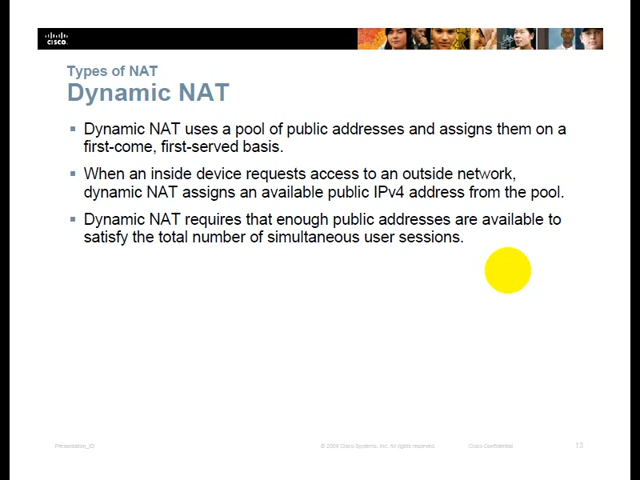 CISCO.
Types of NAT
Dynamic NAT
Dynamic NAT uses a pool of public addresses and assigns them on a
first-come, first-served basis.
When an inside device requests access to an outside network,
dynamic NAT assigns an available public IPv4 address from the pool.
Dynamic NAT requires that enough public addresses are available to
satisfy the total number of simultaneous user sessions.
Presentation_ID © 2008 Cisco Systems, Inc. All rights reserved. Cisco Confidential 13